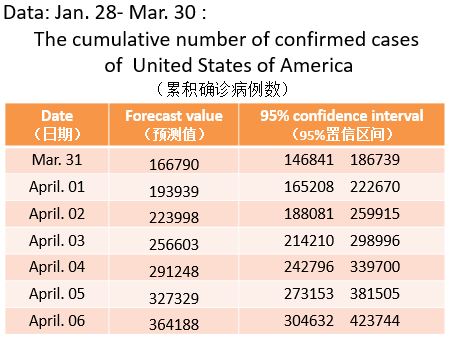 Data: Jan. 28- Mar. 30 :
The cumulative number of confirmed cases
of United States of America
（累积确诊病例数）
Date Forecast value 95% confidence interval
（日期） （预测值） （95%置信区间）
Mar. 31 166790 146841 186739
April. 01 193939 165208 222670
April. 02 223998 188081 259915
April. 03 256603 214210 298996
April. 04 291248 242796 339700
April. 05 327329 273153 381505
April. 06 364188 304632 423744